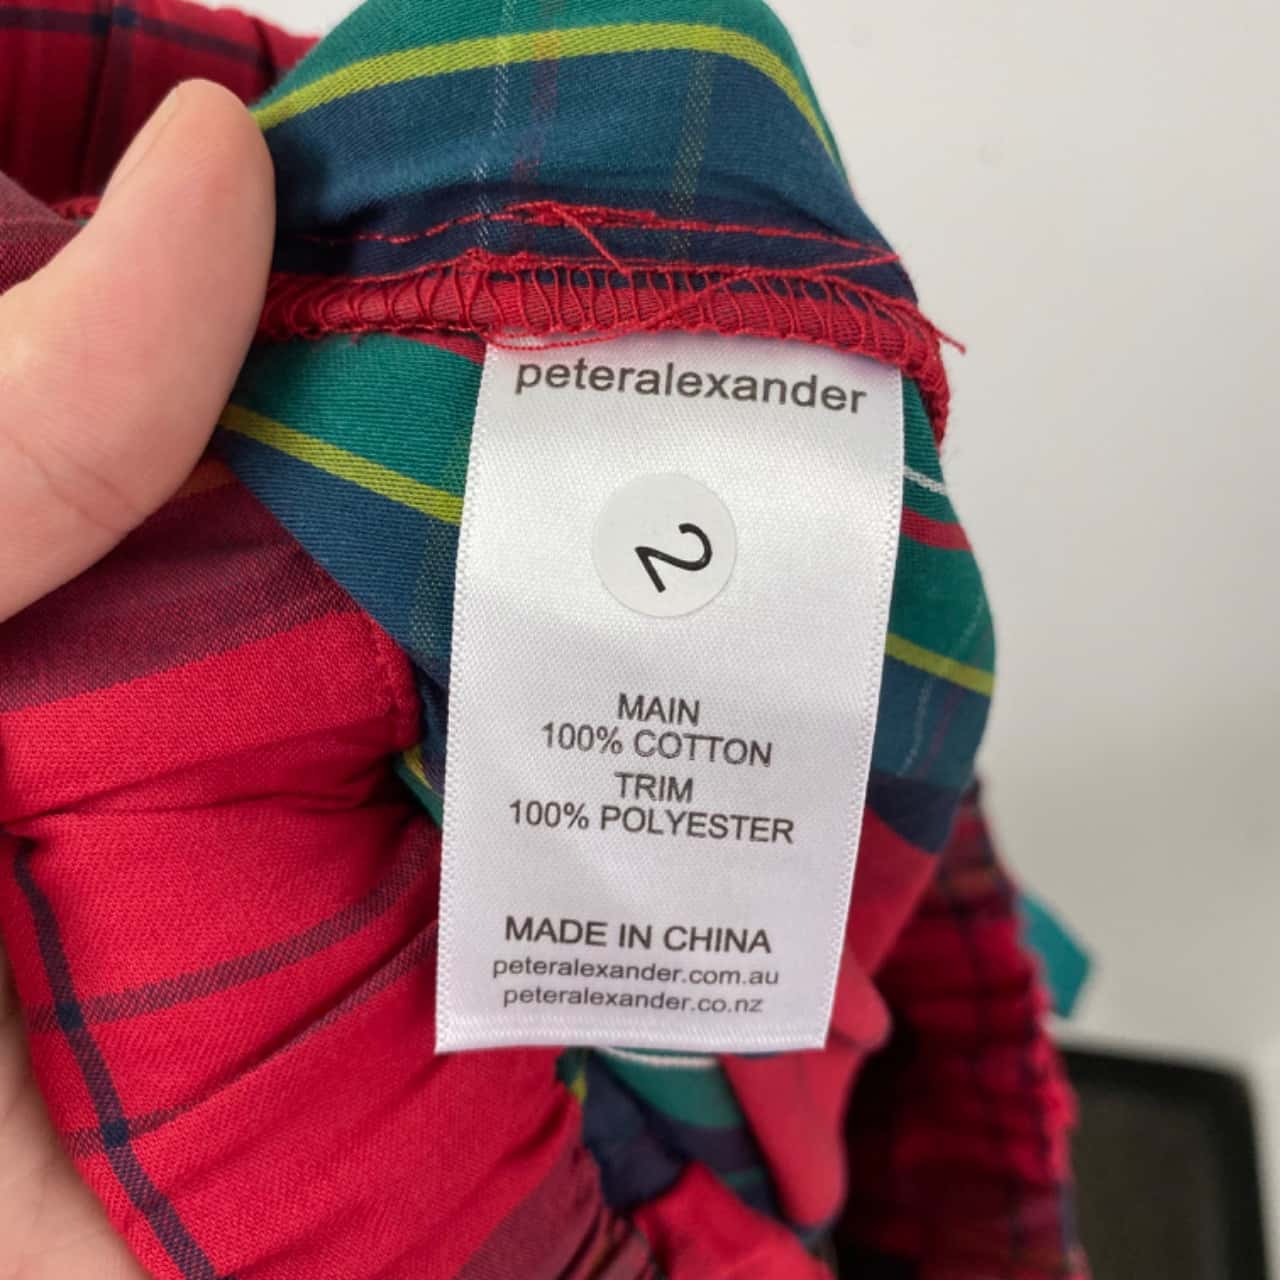 peteralexander
2
MAIN
100% COTTON
TRIM
100% POLYESTER
MADE IN CHINA
peteralexander.com.au
peteralexander.co.nz